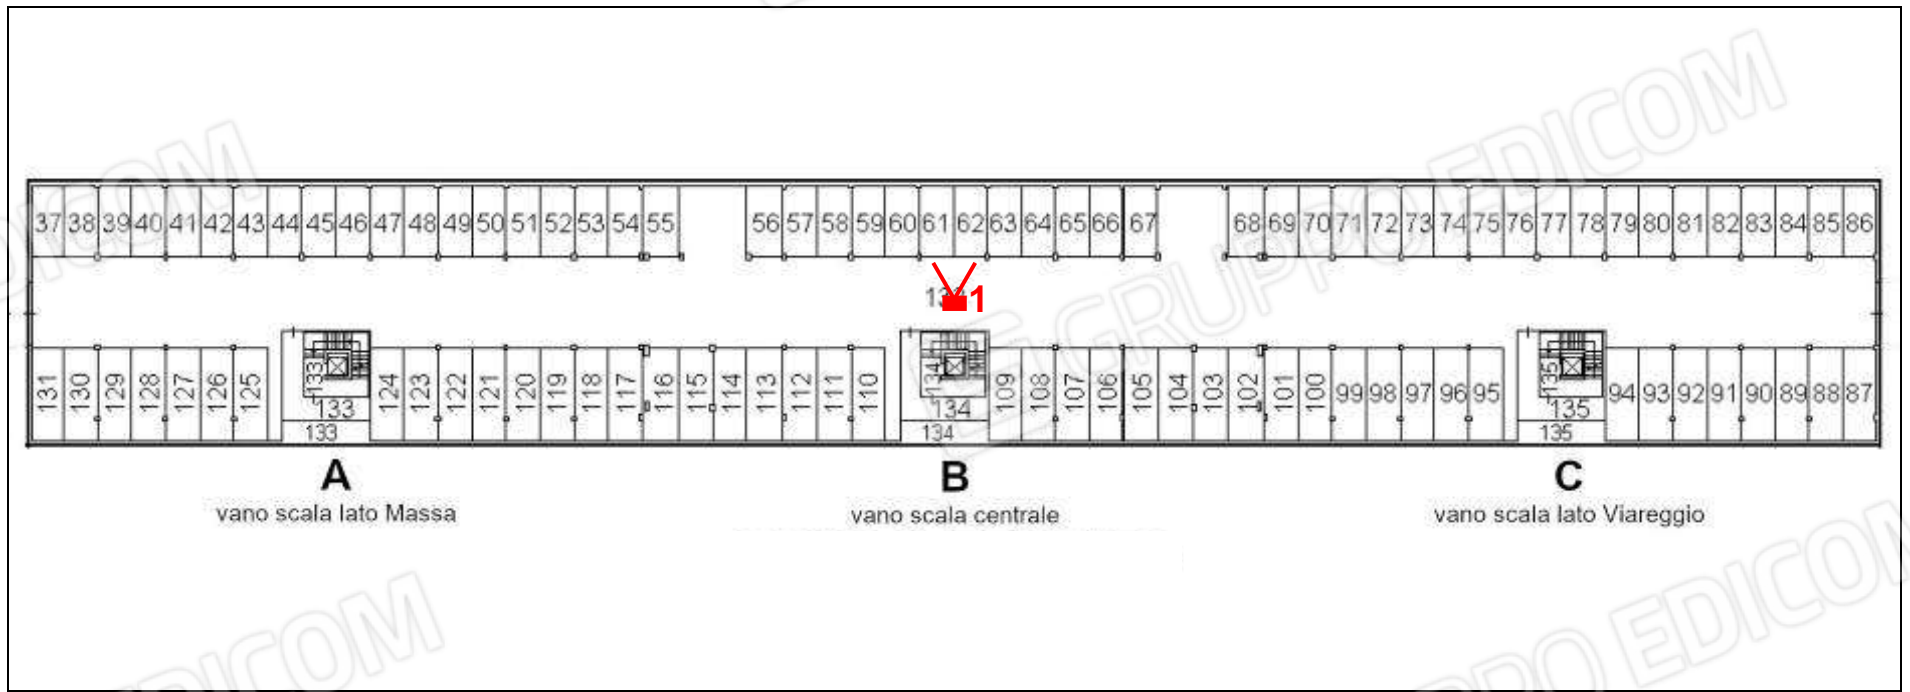 37 38 39 40 41 42 43 44 45 46 47 48 49 50 51 52 53 54 55 56 57 58 59 60 61 62 63 64 65 66 67 68 69 70 71 72 73 74 75 76 77 78 79 80 81 82 83 84 85 86
1
131 130 129 128 127 126 125 133 124 123 122 121 120 119 118 117 116 115 114 113 112 111 110 134 109 108 107 106 105 104 103 102 101 100 99 98 97 96 95 135 94 93 92 91 90 89 88 87
133 134 135
133 134 135
A B C
vano scala lato Massa vano scala centrale vano scala lato Viareggio
GRUPPO EDICOM
EDICOM
EDICOM
EDICOM